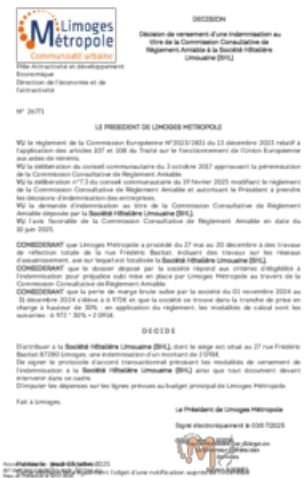 Limoges
Métropole
Communauté urbaine
Pôle Attractivité et développement
Economique
Direction de l'économie et de
l'attractivité
DECISION
Décision de versement d'une indemnisation au
titre de la Commission Consultative de
Règlement Amiable à la Société Hôtelière
Limousine (SHL)
N° 26771
LE PRESIDENT DE LIMOGES METROPOLE
VU le règlement de la Commission Européenne N°2023/2831 du 13 décembre 2023 relatif à
l'application des articles 107 et 108 du Traité sur le fonctionnement de l'Union Européenne
aux aides de minimis.
VU la délibération du conseil communautaire du 3 octobre 2017 approuvant la pérennisation
de la Commission Consultative de Règlement Amiable.
VU la délibération n°7.3 du conseil communautaire du 19 février 2025 modifiant le règlement
de la Commission Consultative de Règlement Amiable et autorisant le Président à prendre
les décisions d'indemnisation des entreprises.
VU la demande d'indemnisation au titre de la Commission Consultative de Règlement
Amiable déposée par la Société Hôtelière Limousine (SHL).
VU l'avis favorable de la Commission Consultative de Règlement Amiable en date du
10 juin 2025.
CONSIDERANT que Limoges Métropole a procédé du 27 mai au 20 décembre à des travaux
de réfection totale de la rue Frédéric Bastiat, incluant des travaux sur les réseaux
d'assainissement, axe sur lequel est localisée la Société Hôtelière Limousine (SHL).
CONSIDERANT que le dossier déposé par la société répond aux critères d'éligibilité à
l'indemnisation pour préjudice subi mise en place par Limoges Métropole au travers de la
Commission Consultative de Règlement Amiable.
CONSIDERANT que la perte de marge brute subie par la société du 01 novembre 2024 au
31 décembre 2024 s'élève à 6 972€ et que la société se trouve dans la tranche de prise en
charge à hauteur de 30%, en application du règlement, les modalités de calcul sont les
suivantes : 6 972 * 30% = 2 091€.
DECIDE
D'attribuer à la Société Hôtelière Limousine (SHL), dont le siège est situé au 27 rue Frédéric
Bastiat 87280 Limoges, une indemnisation d'un montant de 2 091€.
De signer le protocole d'accord transactionnel précisant les modalités de versement de
l'indemnisation à la Société Hôtelière Limousine (SHL) ainsi que tout document devant
intervenir dans ce cadre.
D'imputer les dépenses sur les lignes prévues au budget principal de Limoges Métropole.
Fait à Limoges,
Le Président de Limoges Métropole
Signé électroniquement le 03/07/2025
l'objet d'une notification auprès